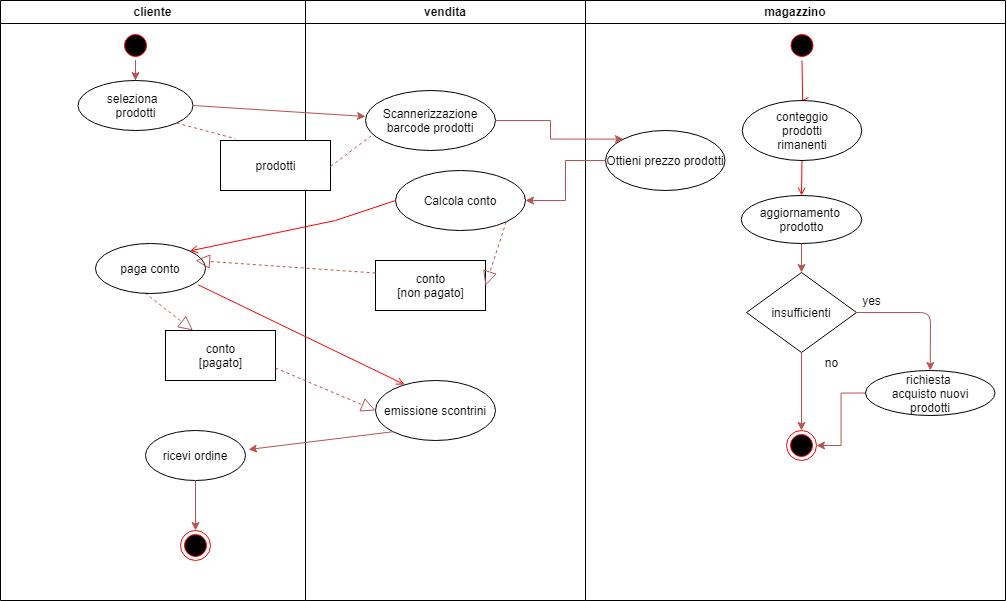 cliente
vendita
magazzino
seleziona
prodotti
Scannerizzazione
barcode prodotti
prodotti
Ottieni prezzo prodotti
Calcola conto
paga conto
conto
[non pagato]
conto
[pagato]
emissione scontrini
ricevi ordine
conteggio
prodotti
rimanenti
aggiornamento
prodotto
insufficienti
yes
no
richiesta
acquisto nuovi
prodotti